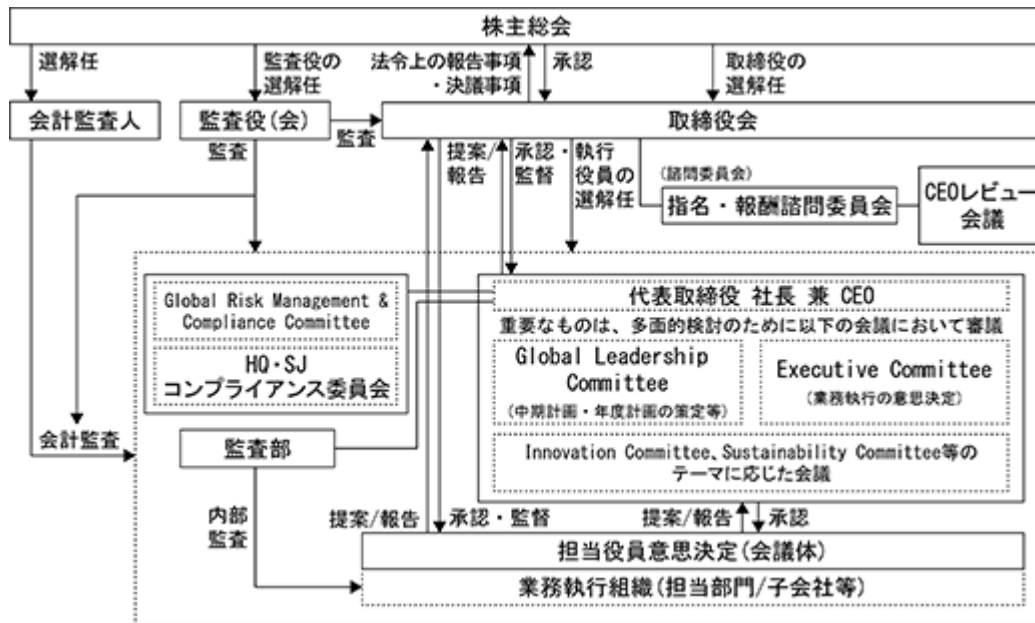 株主総会
選解任
監査役の
選解任
法令上の報告事項
・決議事項
承認
取締役の
選解任
会計監査人
監査役(会)
監査
取締役会
監査
提案/
報告
承認・
監督
執行
役員の
選解任
(諮問委員会)
指名・報酬諮問委員会
CEOレビュー
会議
Global Risk Management &
Compliance Committee
HQ・SJ
コンプライアンス委員会
代表取締役 社長 兼 CEO
重要なものは、多面的検討のために以下の会議において審議
Global Leadership
Committee
(中期計画・年度計画の策定等)
Executive Committee
(業務執行の意思決定)
Innovation Committee、Sustainability Committee等の
テーマに応じた会議
会計監査
監査部
内部
監査
提案/報告
承認・監督
提案/報告
承認
担当役員意思決定(会議体)
業務執行組織(担当部門/子会社等)